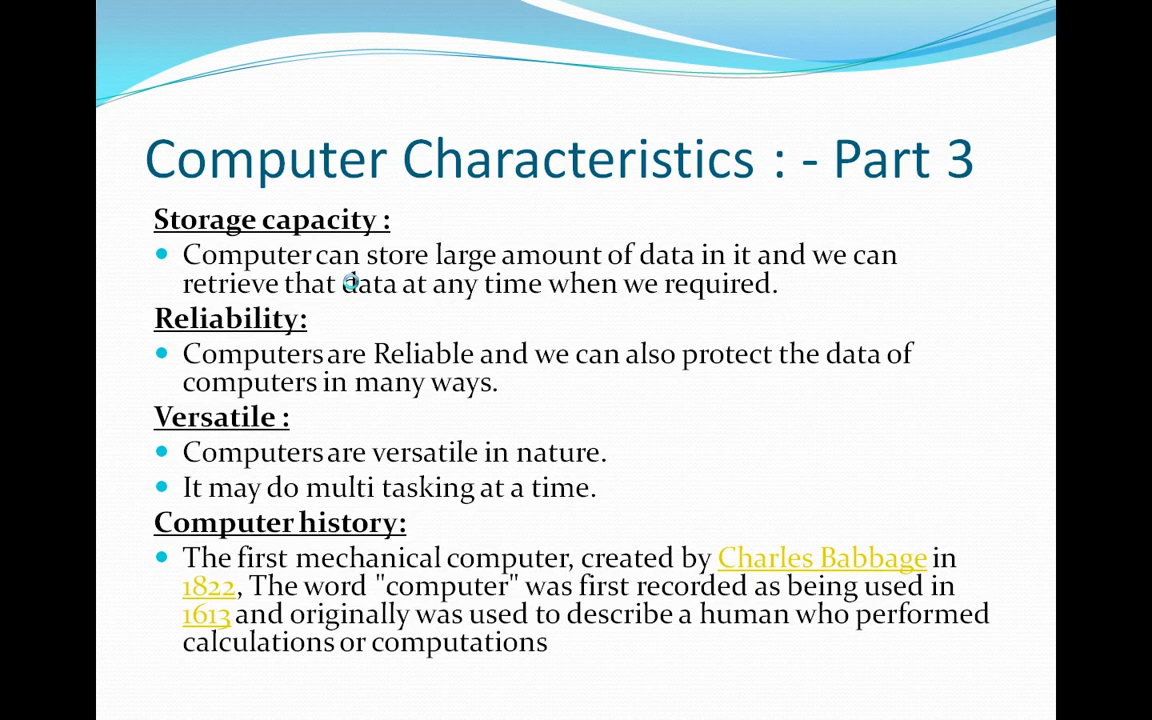 Computer Characteristics : - Part 3
Storage capacity :
Computer can store large amount of data in it and we can
retrieve that data at any time when we required.
Reliability:
Computers are Reliable and we can also protect the data of
computers in many ways.
Versatile :
Computers are versatile in nature.
It may do multi tasking at a time.
Computer history:
The first mechanical computer, created by Charles Babbage in
1822, The word "computer" was first recorded as being used in
1613 and originally was used to describe a human who performed
calculations or computations